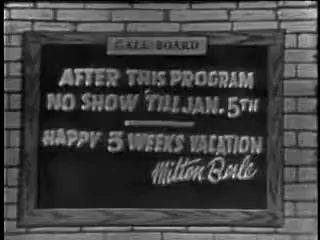 CALL BOARD
AFTER THIS PROGRAM
NO SHOW 'TILL JAN. 5TH
HAPPY 3 WEEKS VACATION
Milton Berle